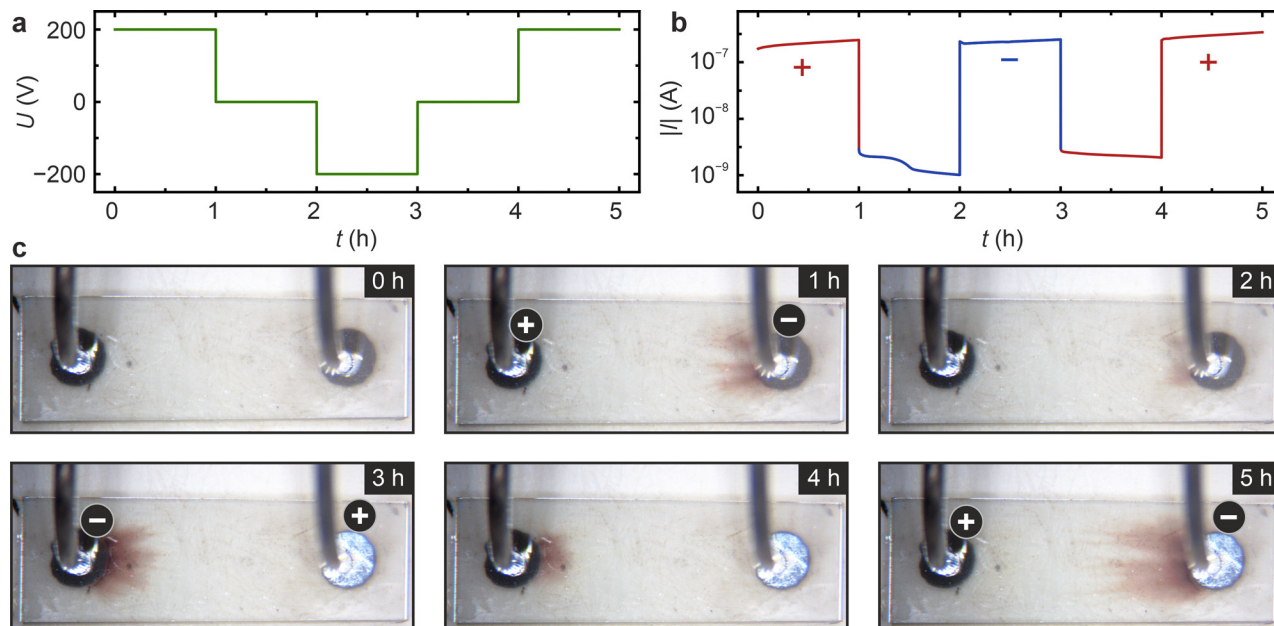 a
U (V)
200
0
−200
0 1 2 3 4 5
t (h)
b
|I| (A)
10⁻⁷
10⁻⁸
10⁻⁹
+
−
+
0 1 2 3 4 5
t (h)
c
0 h
1 h
+ −
2 h
3 h
− +
4 h
5 h
+ −